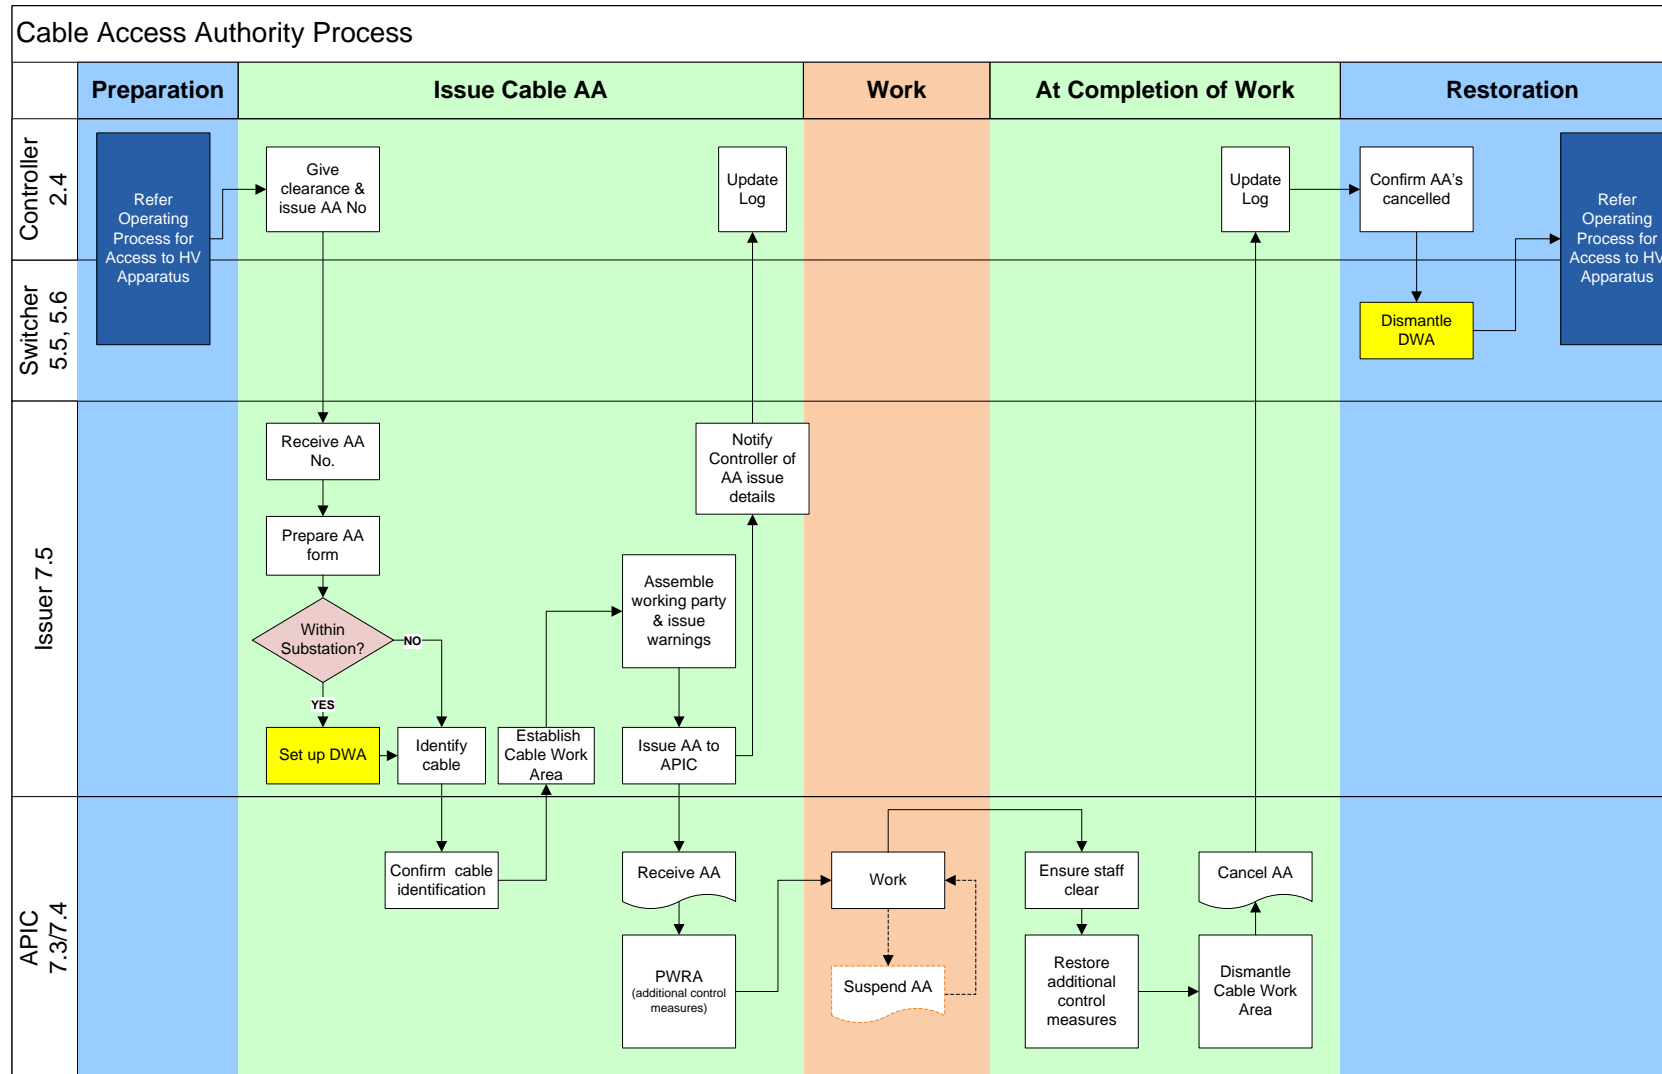 Cable Access Authority Process
Preparation
Issue Cable AA
Work
At Completion of Work
Restoration
Controller
2.4
Refer
Operating
Process for
Access to HV
Apparatus
Give
clearance &
issue AA No
Update
Log
Update
Log
Confirm AA's
cancelled
Refer
Operating
Process for
Access to HV
Apparatus
Switcher
5.5, 5.6
Dismantle
DWA
Issuer 7.5
Receive AA
No.
Prepare AA
form
Within
Substation?
NO
YES
Set up DWA
Identify
cable
Establish
Cable Work
Area
Assemble
working party
& issue
warnings
Issue AA to
APIC
Notify
Controller of
AA issue
details
APIC
7.3/7.4
Confirm cable
identification
Receive AA
PWRA
(additional control
measures)
Work
Suspend AA
Ensure staff
clear
Restore
additional
control
measures
Dismantle
Cable Work
Area
Cancel AA